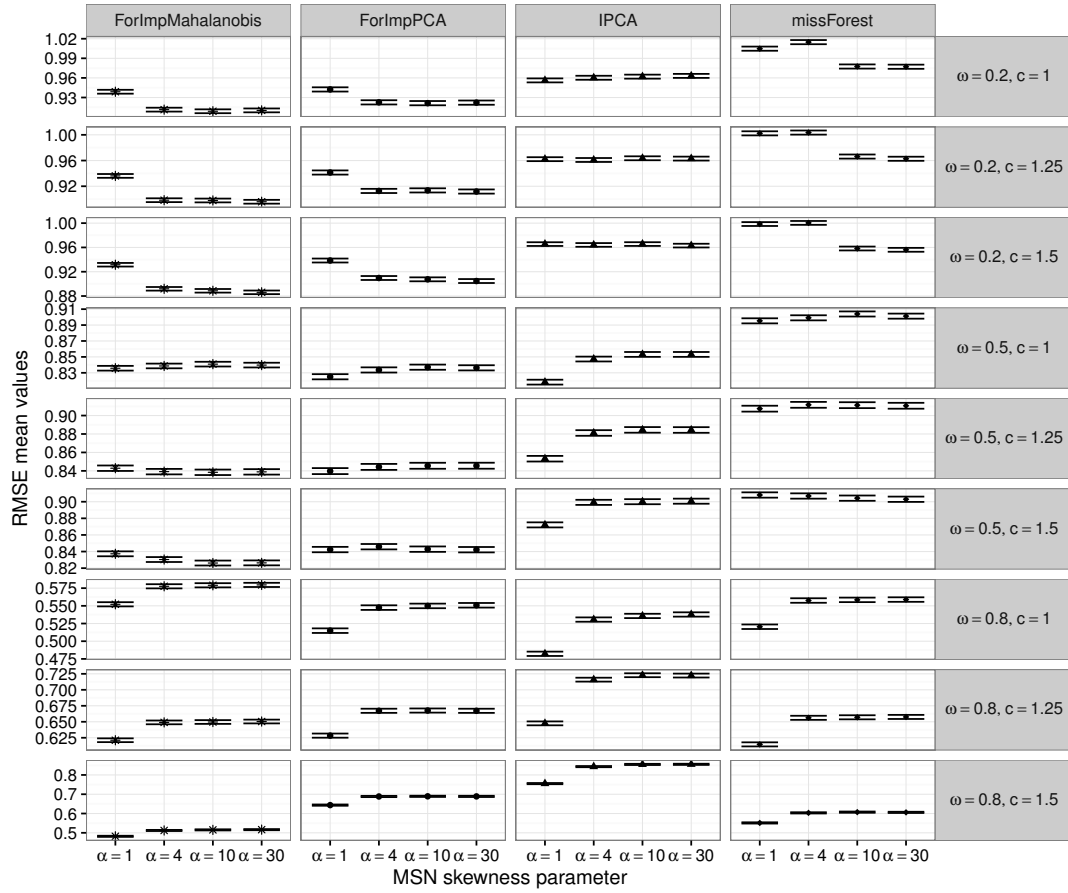 ForImpMahalanobis ForImpPCA IPCA missForest
RMSE mean values
1.02
0.99
0.96
0.93
ω = 0.2, c = 1
1.00
0.96
0.92
ω = 0.2, c = 1.25
1.00
0.96
0.92
0.88
ω = 0.2, c = 1.5
0.91
0.89
0.85
0.83
ω = 0.5, c = 1
0.90
0.88
0.86
0.84
ω = 0.5, c = 1.25
0.90
0.88
0.86
0.84
0.82
ω = 0.5, c = 1.5
0.575
0.550
0.525
0.500
0.475
ω = 0.8, c = 1
0.725
0.700
0.675
0.650
0.625
ω = 0.8, c = 1.25
0.8
0.7
0.6
0.5
ω = 0.8, c = 1.5
α = 1 α = 4 α = 10 α = 30 α = 1 α = 4 α = 10 α = 30 α = 1 α = 4 α = 10 α = 30 α = 1 α = 4 α = 10 α = 30
MSN skewness parameter